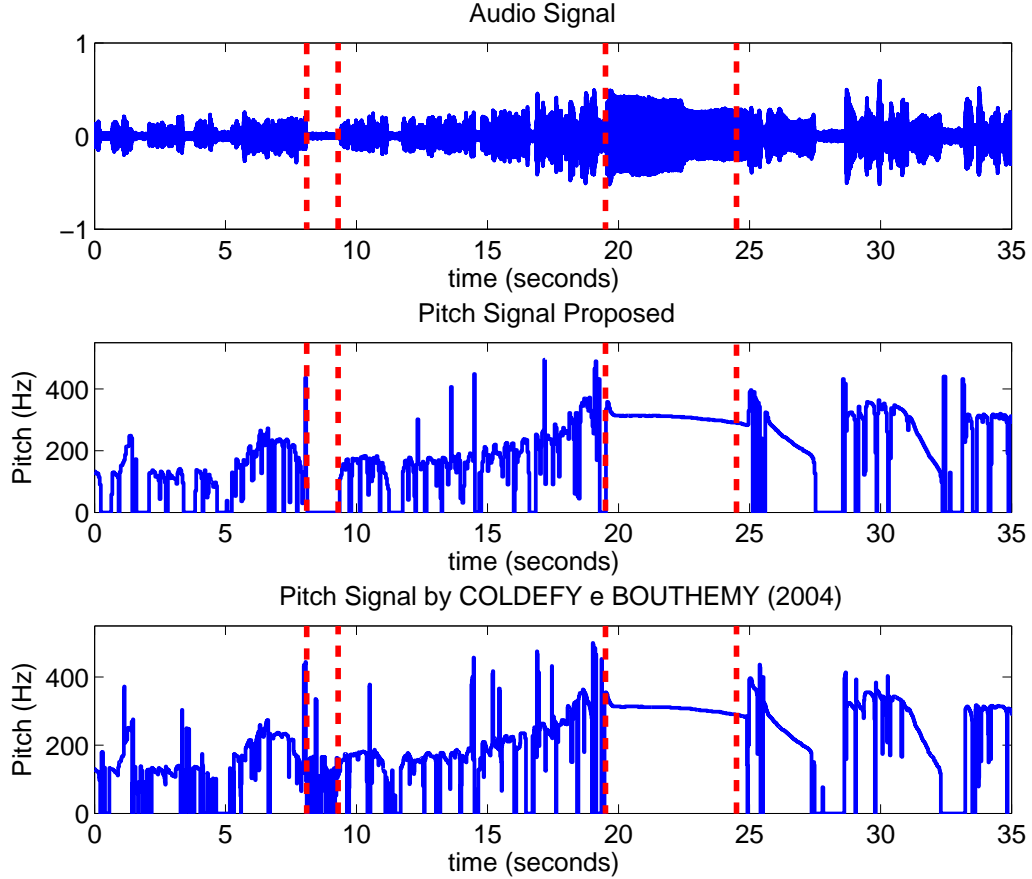 Audio Signal
1
0
−1
0 5 10 15 20 25 30 35
time (seconds)
Pitch Signal Proposed
Pitch (Hz)
400
200
0
0 5 10 15 20 25 30 35
time (seconds)
Pitch Signal by COLDEFY e BOUTHEMY (2004)
Pitch (Hz)
400
200
0
0 5 10 15 20 25 30 35
time (seconds)